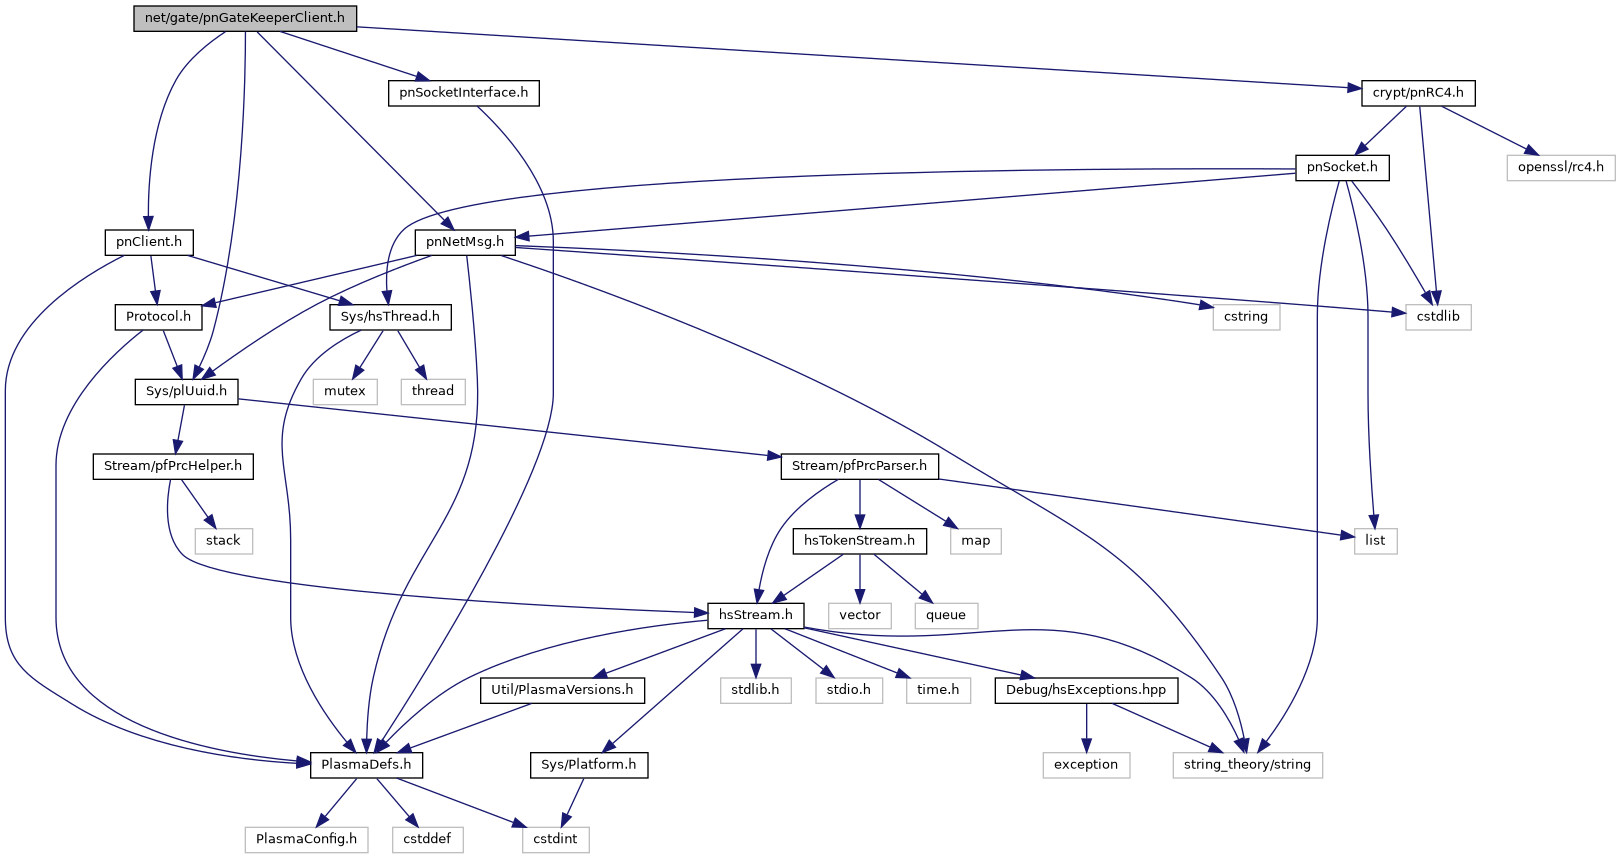 net/gate/pnGateKeeperClient.h
pnSocketInterface.h
crypt/pnRC4.h
pnSocket.h
openssl/rc4.h
pnClient.h
pnNetMsg.h
Protocol.h
Sys/hsThread.h
cstring
cstdlib
Sys/plUuid.h
mutex
thread
Stream/pfPrcHelper.h
Stream/pfPrcParser.h
stack
hsTokenStream.h
map
list
hsStream.h
vector
queue
Util/PlasmaVersions.h
stdlib.h
stdio.h
time.h
Debug/hsExceptions.hpp
PlasmaDefs.h
Sys/Platform.h
exception
string_theory/string
PlasmaConfig.h
cstddef
cstdint